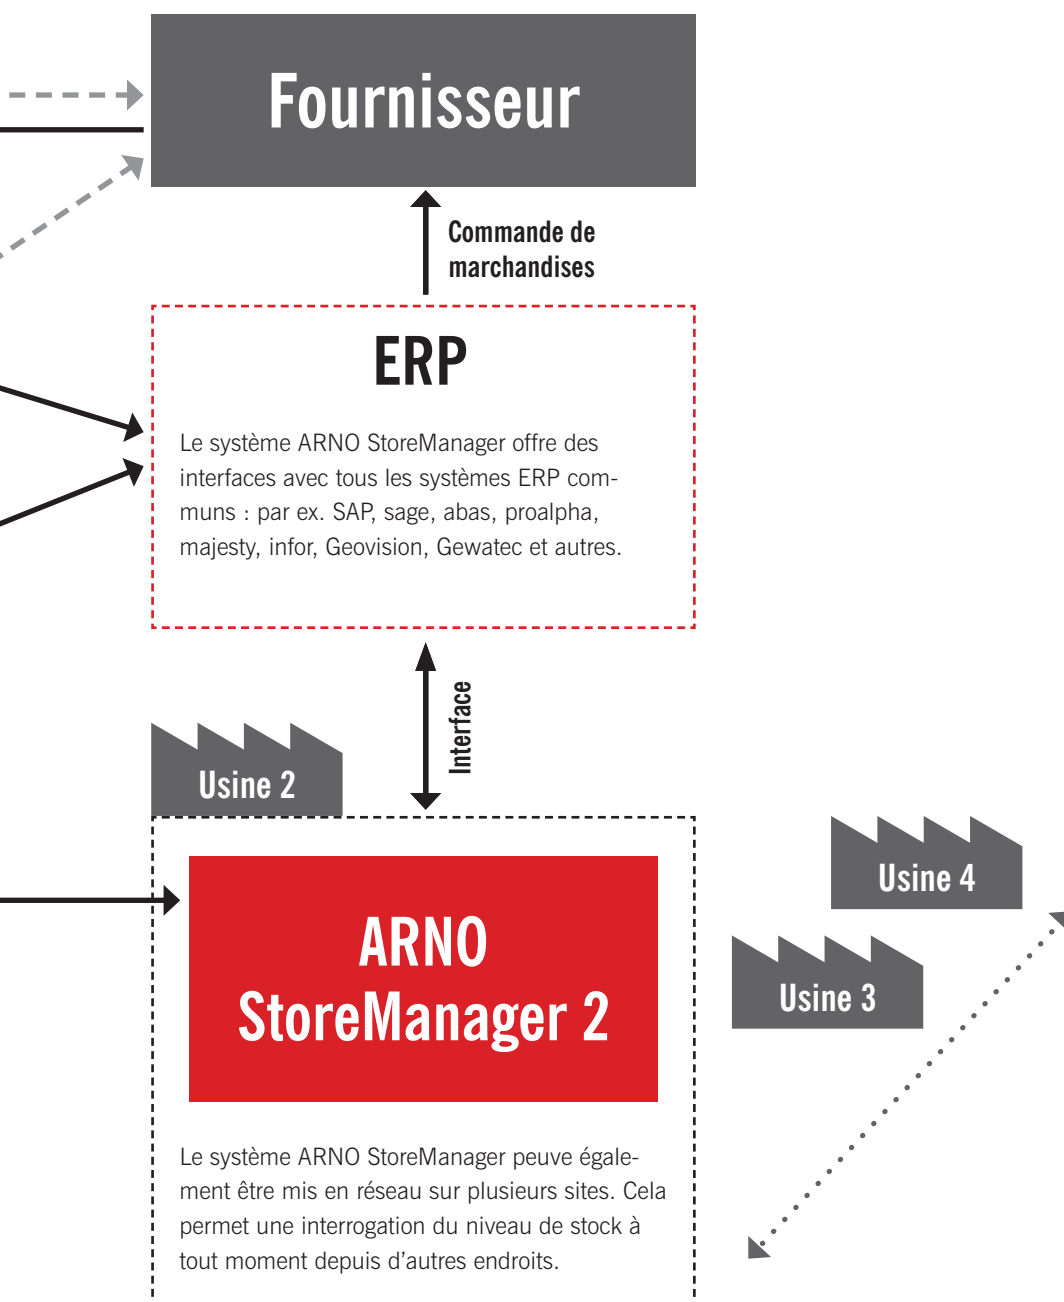 Fournisseur
Commande de
marchandises
ERP
Le système ARNO StoreManager offre des
interfaces avec tous les systèmes ERP com-
muns : par ex. SAP, sage, abas, proalpha,
majesty, infor, Geovision, Gewatec et autres.
Interface
Usine 2
ARNO
StoreManager 2
Le système ARNO StoreManager peuve égale-
ment être mis en réseau sur plusieurs sites. Cela
permet une interrogation du niveau de stock à
tout moment depuis d'autres endroits.
Usine 4
Usine 3